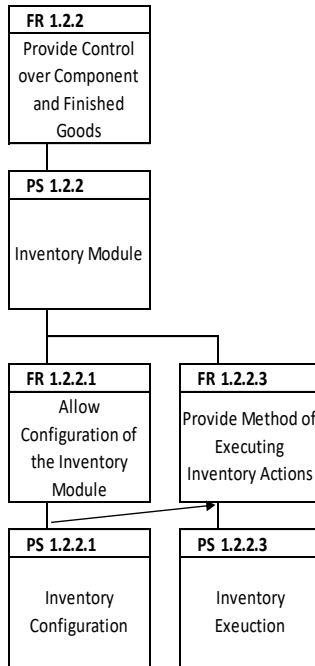 FR 1.2.2
Provide Control
over Component
and Finished
Goods
PS 1.2.2
Inventory Module
FR 1.2.2.1
Allow
Configuration of
the Inventory
Module
FR 1.2.2.3
Provide Method of
Executing
Inventory Actions
PS 1.2.2.1
Inventory
Configuration
PS 1.2.2.3
Inventory
Exeuction